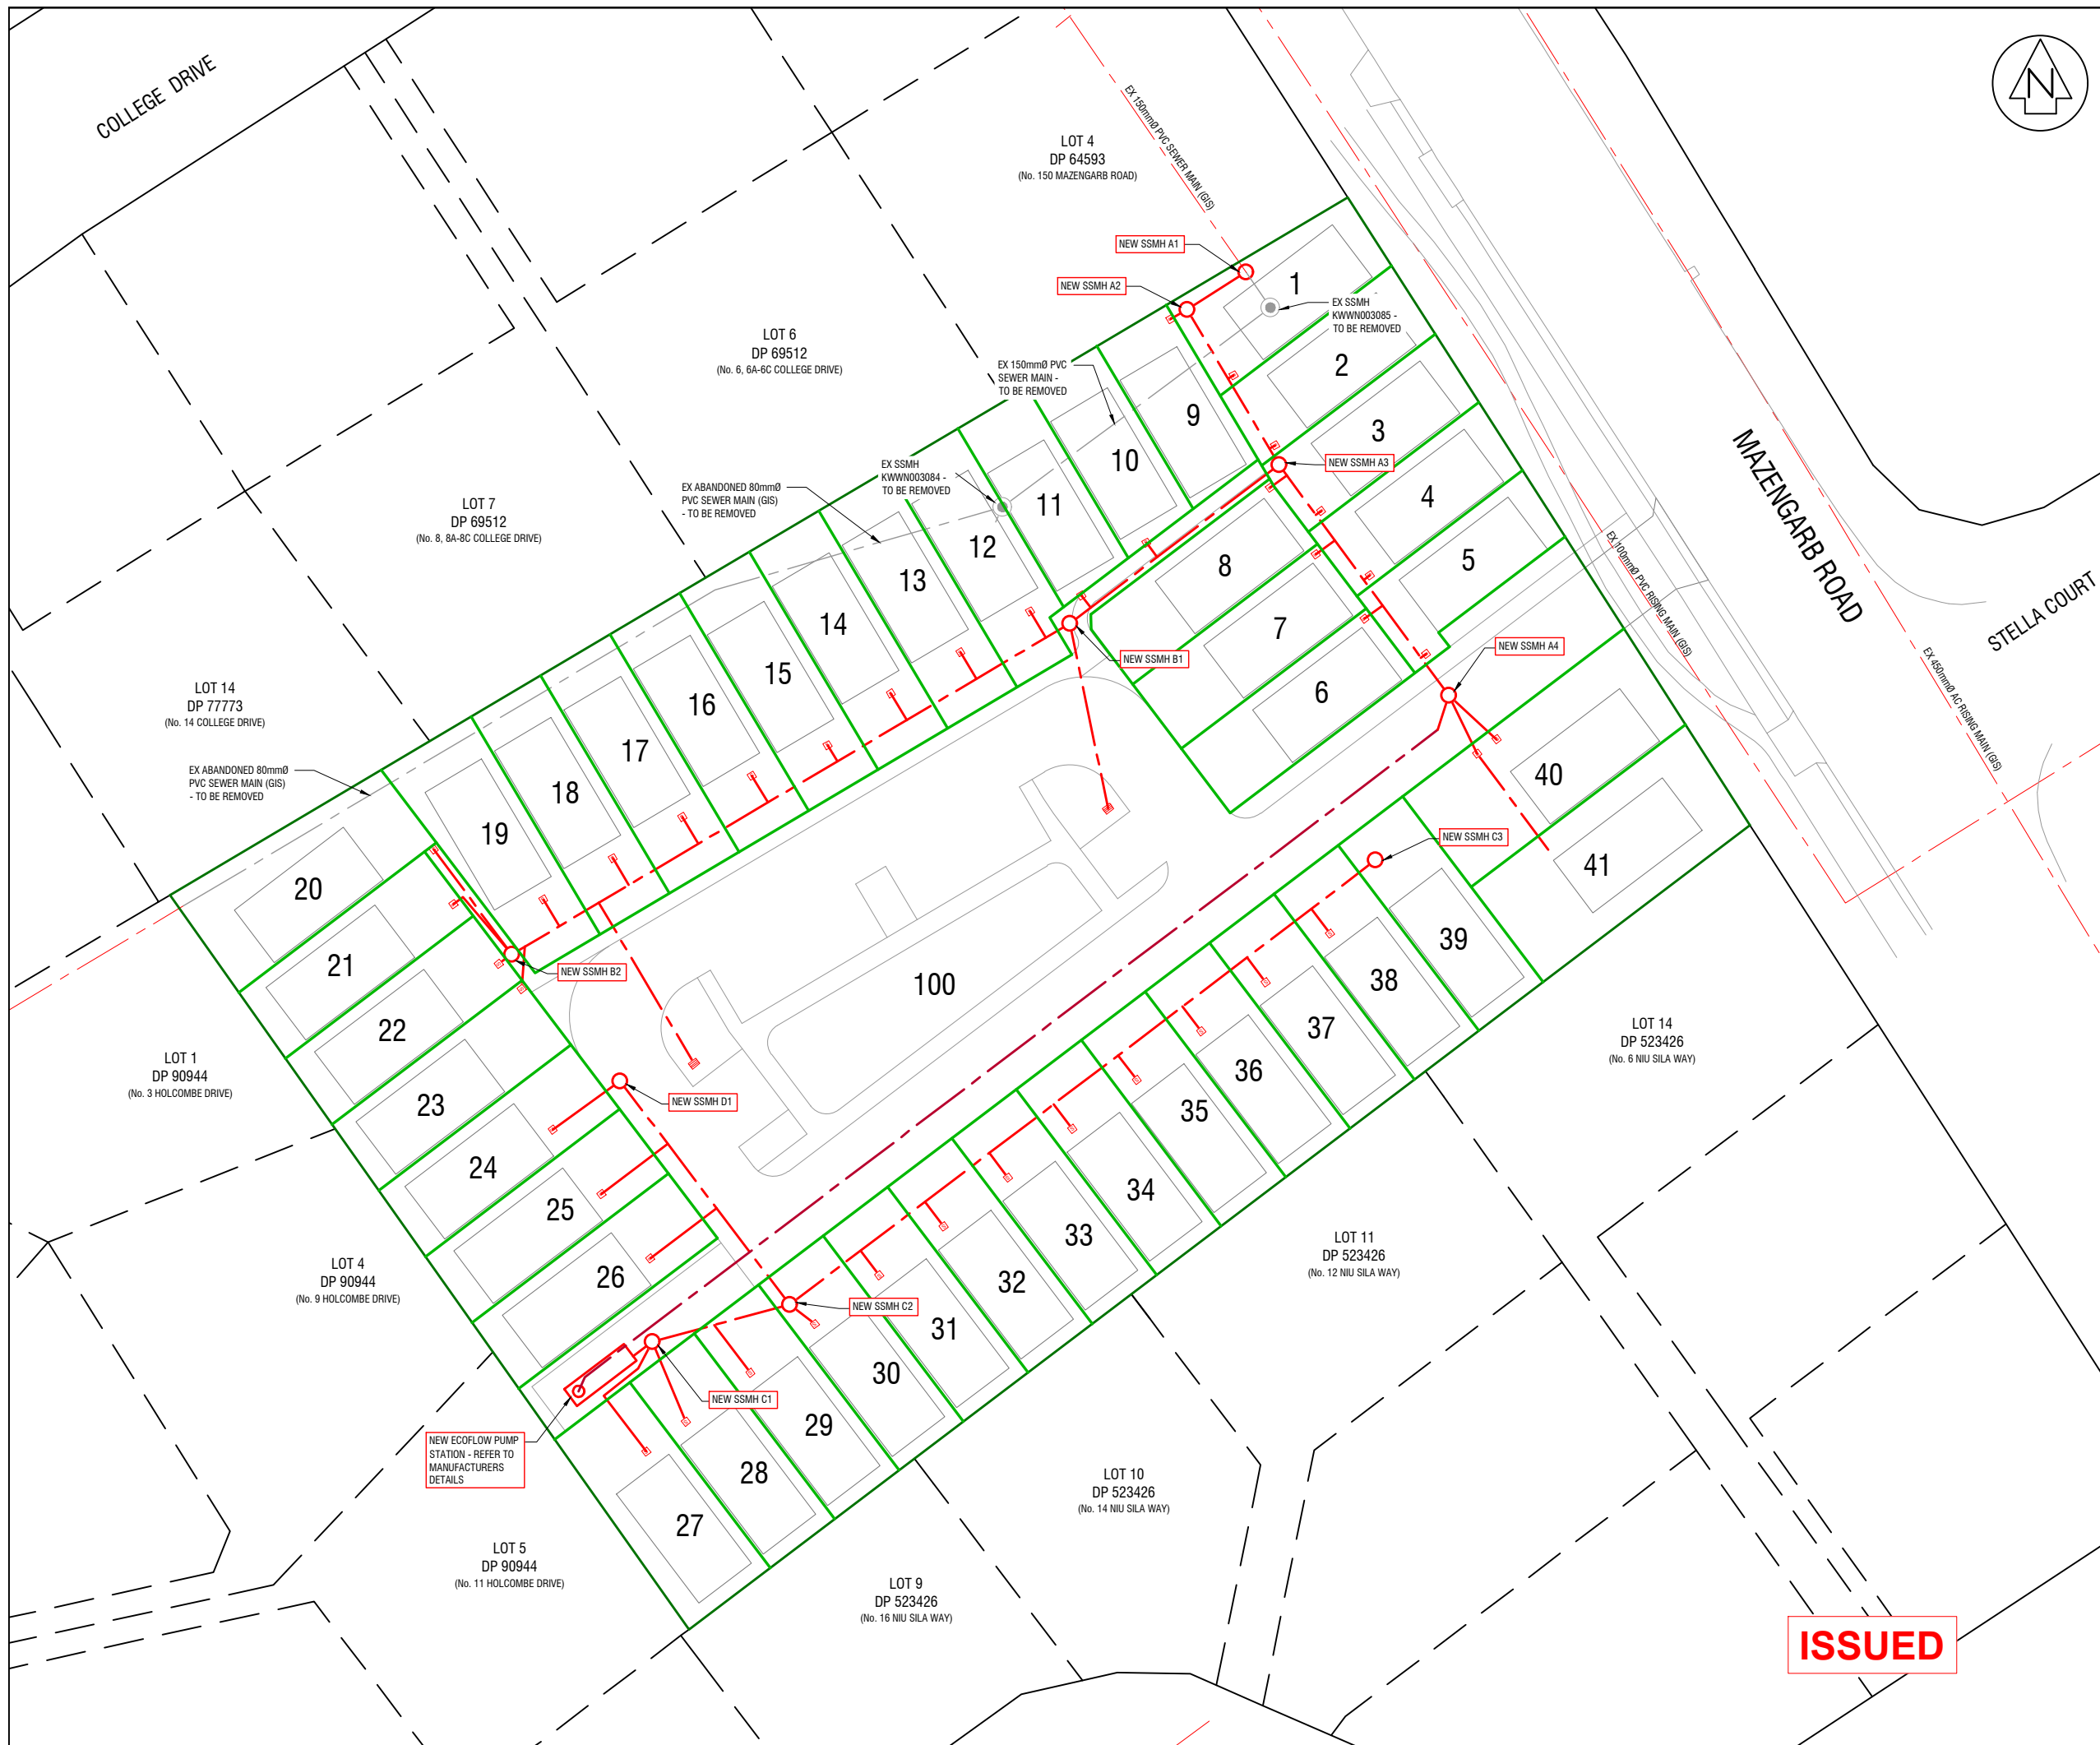 COLLEGE DRIVE
N
EX 150mmØ PVC SEWER MAIN (GIS)
LOT 4
DP 64593
(No. 150 MAZENGARB ROAD)
NEW SSMH A1
NEW SSMH A2
1
EX SSMH
KWWN003085 -
TO BE REMOVED
2
LOT 6
DP 69512
(No. 6, 6A-6C COLLEGE DRIVE)
EX 150mmØ PVC
SEWER MAIN -
TO BE REMOVED
9
3
10
NEW SSMH A3
EX SSMH
KWWN003084 -
TO BE REMOVED
EX ABANDONED 80mmØ
PVC SEWER MAIN (GIS)
- TO BE REMOVED
4
11
LOT 7
DP 69512
(No. 8, 8A-8C COLLEGE DRIVE)
12
13
8
5
MAZENGARB ROAD
EX 100mmØ PVC RISING MAIN (GIS)
STELLA COURT
14
7
NEW SSMH A4
NEW SSMH B1
EX 450mmØ AC RISING MAIN (GIS)
15
6
LOT 14
DP 77773
(No. 14 COLLEGE DRIVE)
16
17
EX ABANDONED 80mmØ
PVC SEWER MAIN (GIS)
- TO BE REMOVED
18
40
19
NEW SSMH C3
41
20
39
21
NEW SSMH B2
100
38
22
37
LOT 14
DP 523426
(No. 6 NIU SILA WAY)
LOT 1
DP 90944
(No. 3 HOLCOMBE DRIVE)
36
23
NEW SSMH D1
35
24
34
25
33
LOT 11
DP 523426
(No. 12 NIU SILA WAY)
LOT 4
DP 90944
(No. 9 HOLCOMBE DRIVE)
26
32
NEW SSMH C2
31
30
NEW SSMH C1
29
NEW ECOFLOW PUMP
STATION - REFER TO
MANUFACTURERS
DETAILS
28
LOT 10
DP 523426
(No. 14 NIU SILA WAY)
27
LOT 5
DP 90944
(No. 11 HOLCOMBE DRIVE)
LOT 9
DP 523426
(No. 16 NIU SILA WAY)
ISSUED